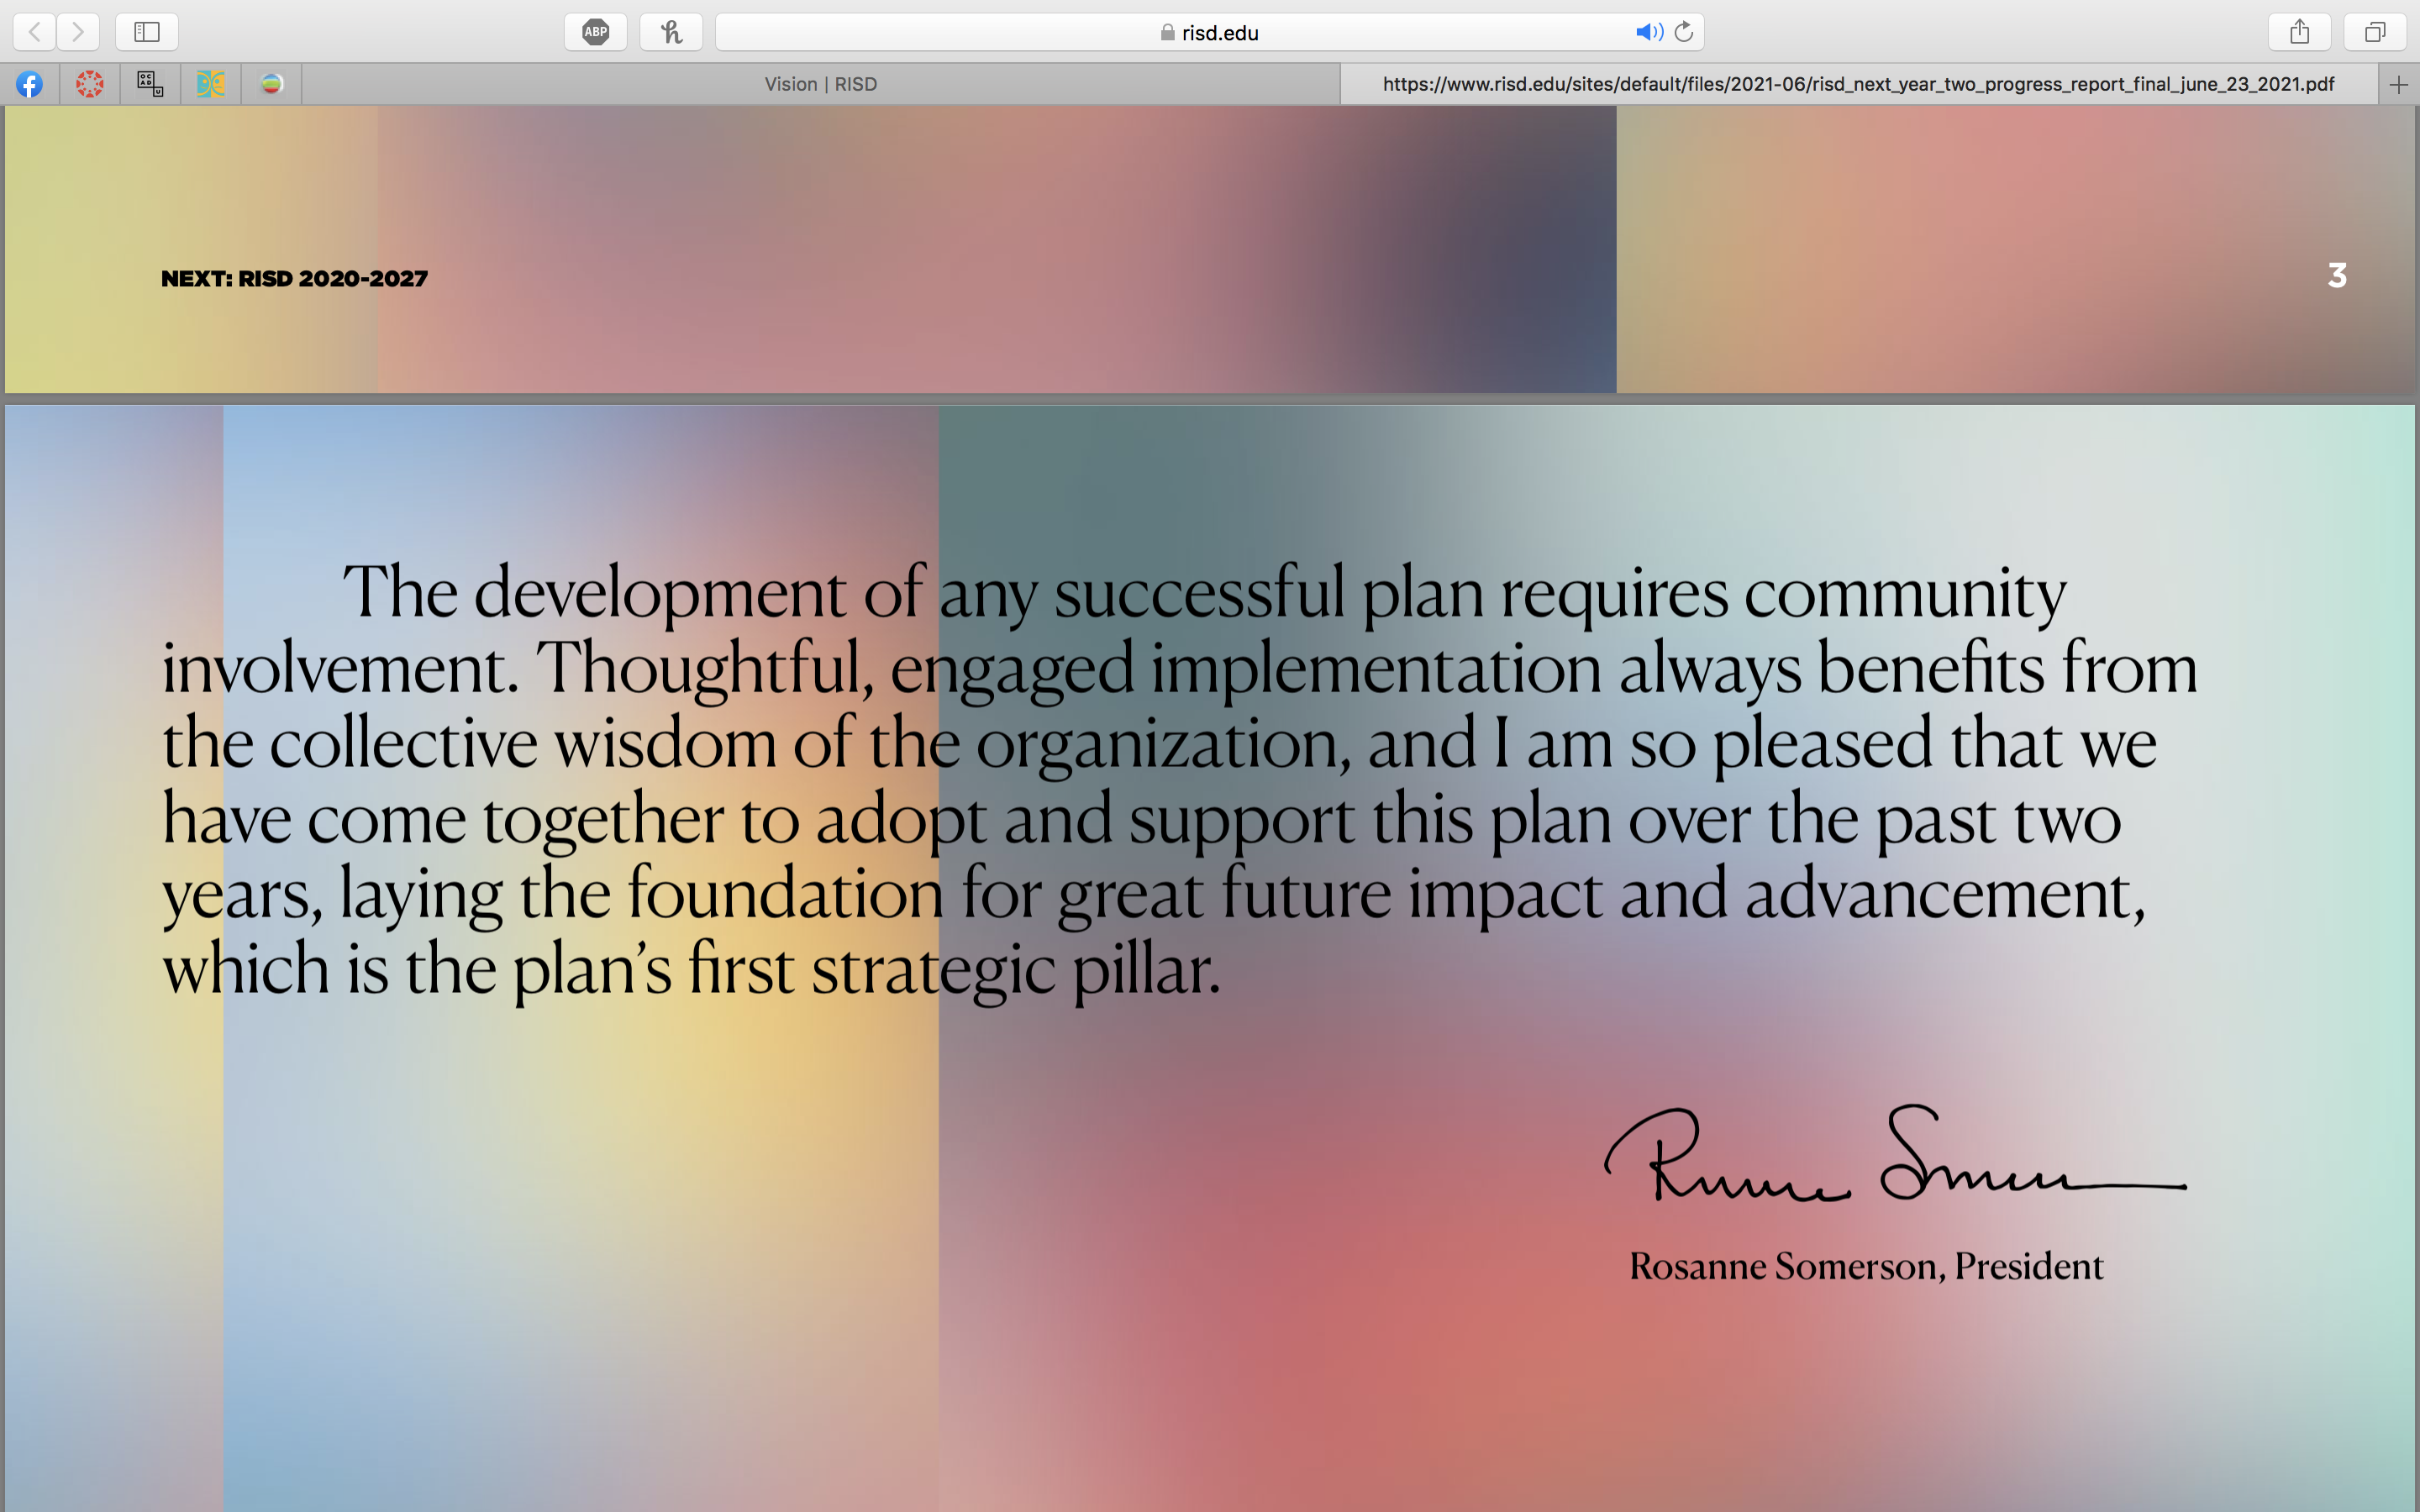 ABP
risd.edu
Vision | RISD
https://www.risd.edu/sites/default/files/2021-06/risd_next_year_two_progress_report_final_june_23_2021.pdf
OC
AD
U
NEXT: RISD 2020-2027
3
The development of any successful plan requires community
involvement. Thoughtful, engaged implementation always benefits from
the collective wisdom of the organization, and I am so pleased that we
have come together to adopt and support this plan over the past two
years, laying the foundation for great future impact and advancement,
which is the plan’s first strategic pillar.
Rosanne Somerson, President